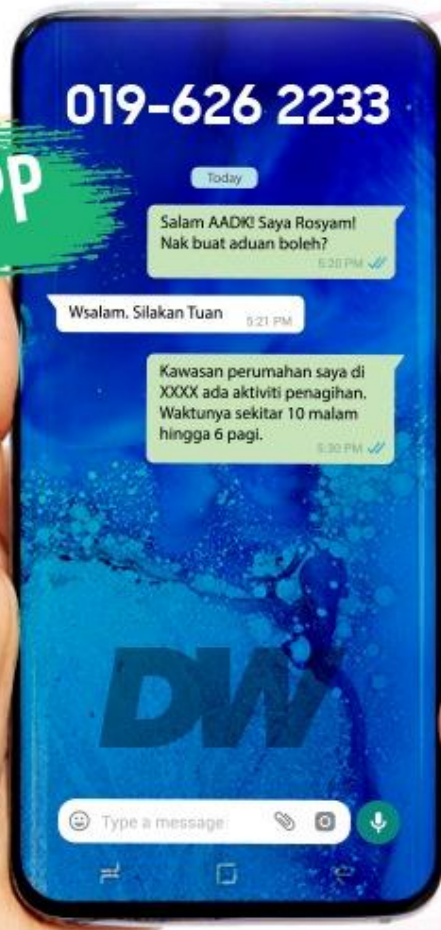 019-626 2233
PP
Today
Salam AADK! Saya Rosyam!
Nak buat aduan boleh?
5:20 PM
Wsalam. Silakan Tuan
5:21 PM
Kawasan perumahan saya di
XXXX ada aktiviti penagihan.
Waktunya sekitar 10 malam
hingga 6 pagi.
5:30 PM
DW
Type a message